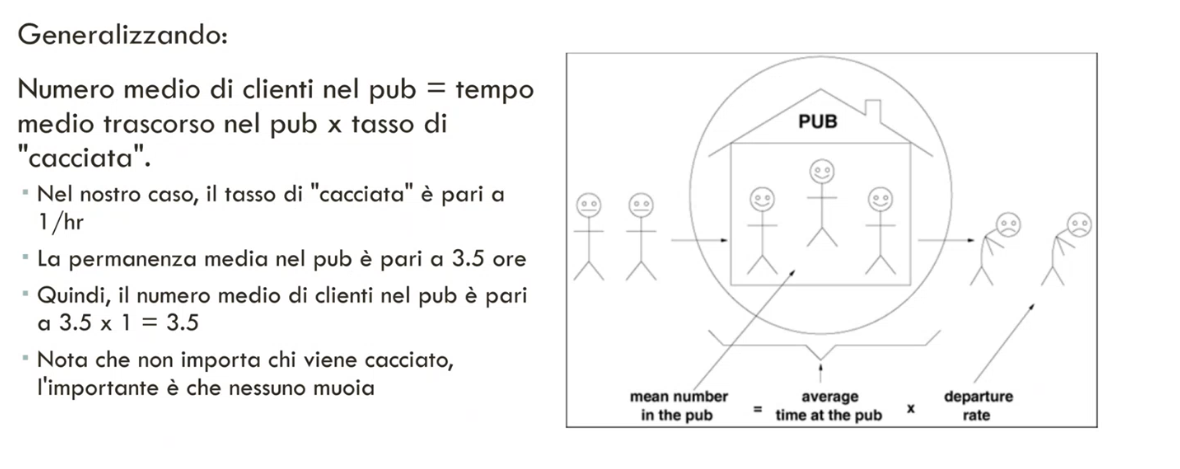 Generalizzando:
Numero medio di clienti nel pub = tempo
medio trascorso nel pub x tasso di
"cacciata".
▪ Nel nostro caso, il tasso di "cacciata" è pari a
1/hr
▪ La permanenza media nel pub è pari a 3.5 ore
▪ Quindi, il numero medio di clienti nel pub è pari
a 3.5 x 1 = 3.5
▪ Nota che non importa chi viene cacciato,
l'importante è che nessuno muoia
PUB
mean number
in the pub
=
average
time at the pub
x
departure
rate